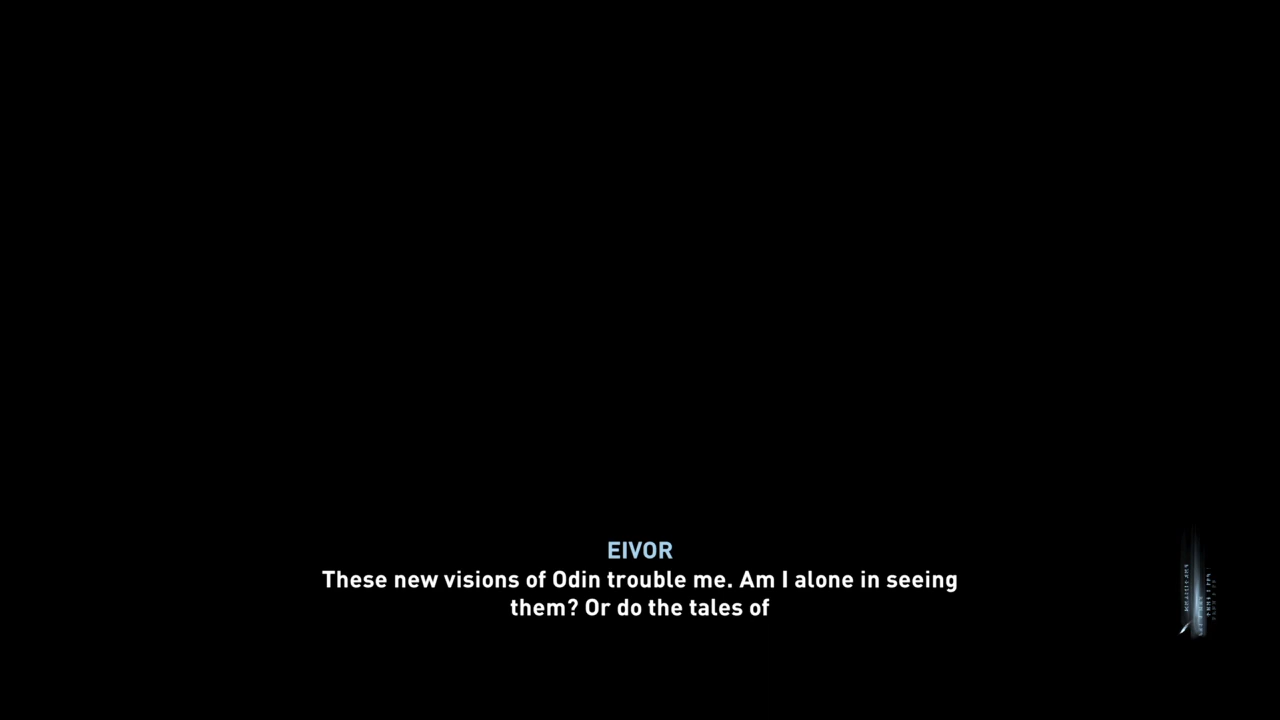 EIVOR
These new visions of Odin trouble me. Am I alone in seeing
them? Or do the tales of